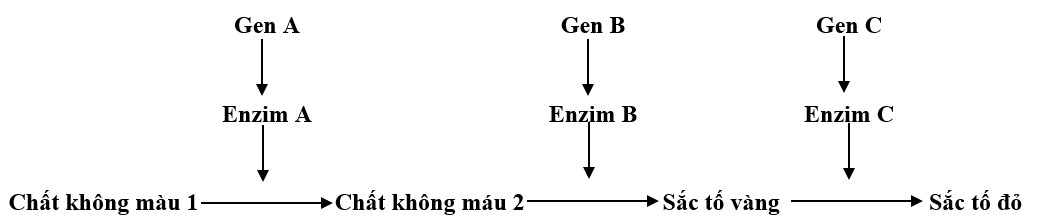 Gen A Gen B Gen C
Enzim A Enzim B Enzim C
Chất không màu 1 Chất không máu 2 Sắc tố vàng Sắc tố đỏ